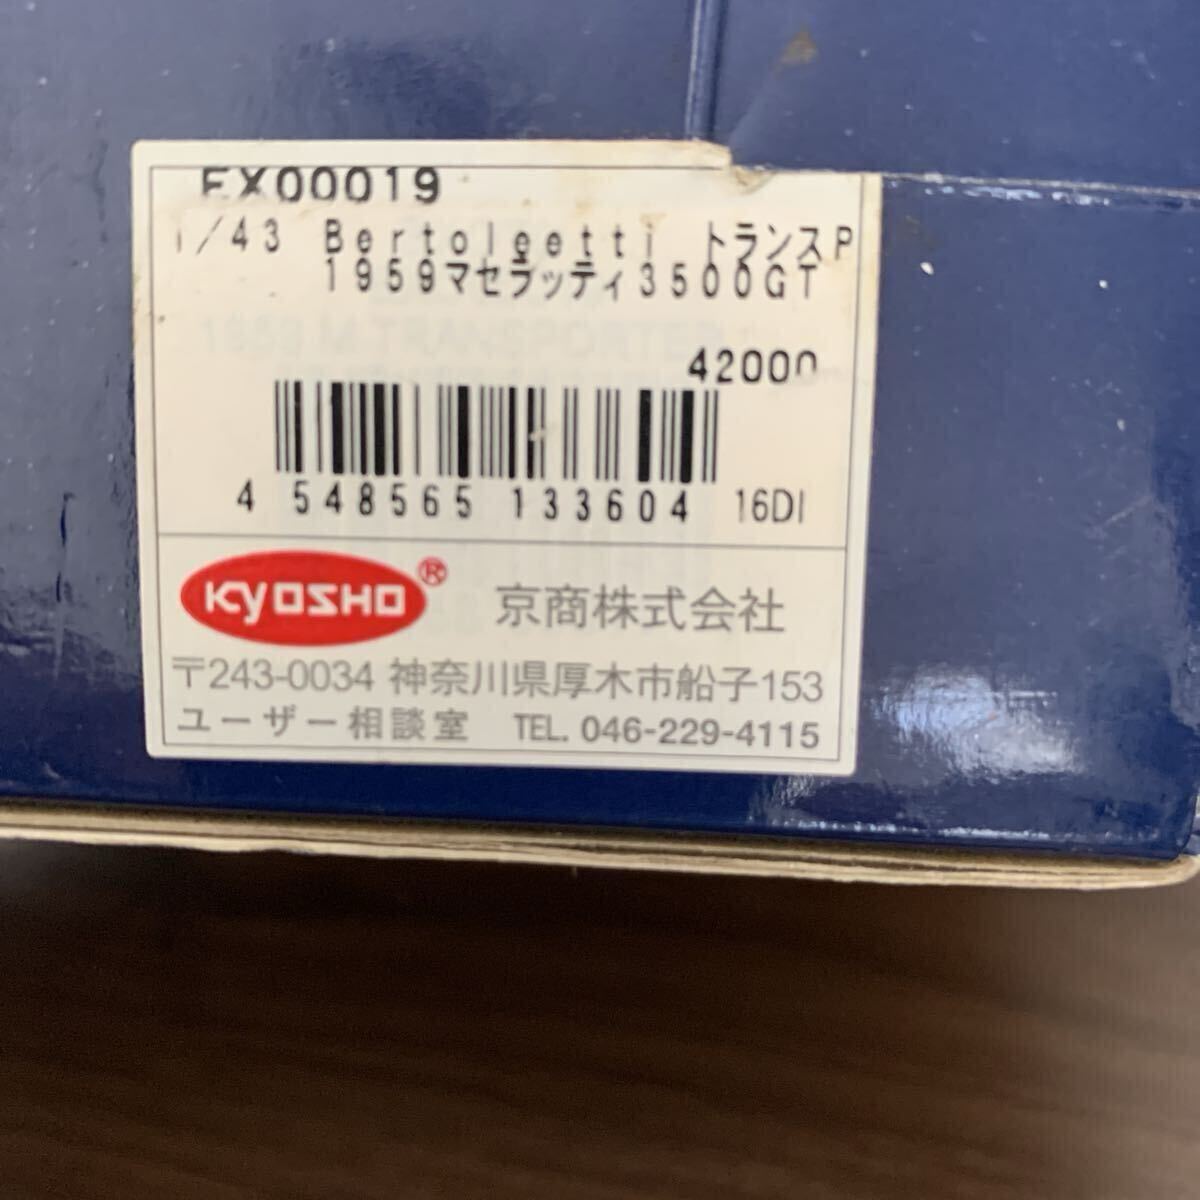 EX00019
1/43 Bertolgetti トランスP
1959マセラッティ3500GT
42000
4 548565 133604 16DI
KYOSHO® 京商株式会社
〒243-0034 神奈川県厚木市船子153
ユーザー相談室 TEL. 046-229-4115